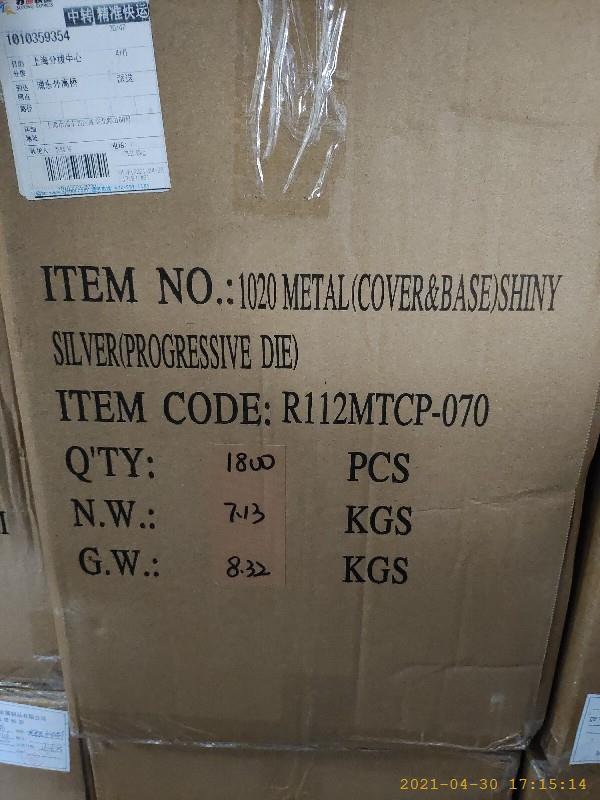 中转 精准快运
1010359354
上海分拨中心
派送
ITEM NO.:1020 METAL(COVER&BASE)SHINY
SILVER(PROGRESSIVE DIE)
ITEM CODE: R112MTCP-070
Q'TY: 1800 PCS
N.W.: 7.13 KGS
G.W.: 8.32 KGS
2021-04-30 17:15:14